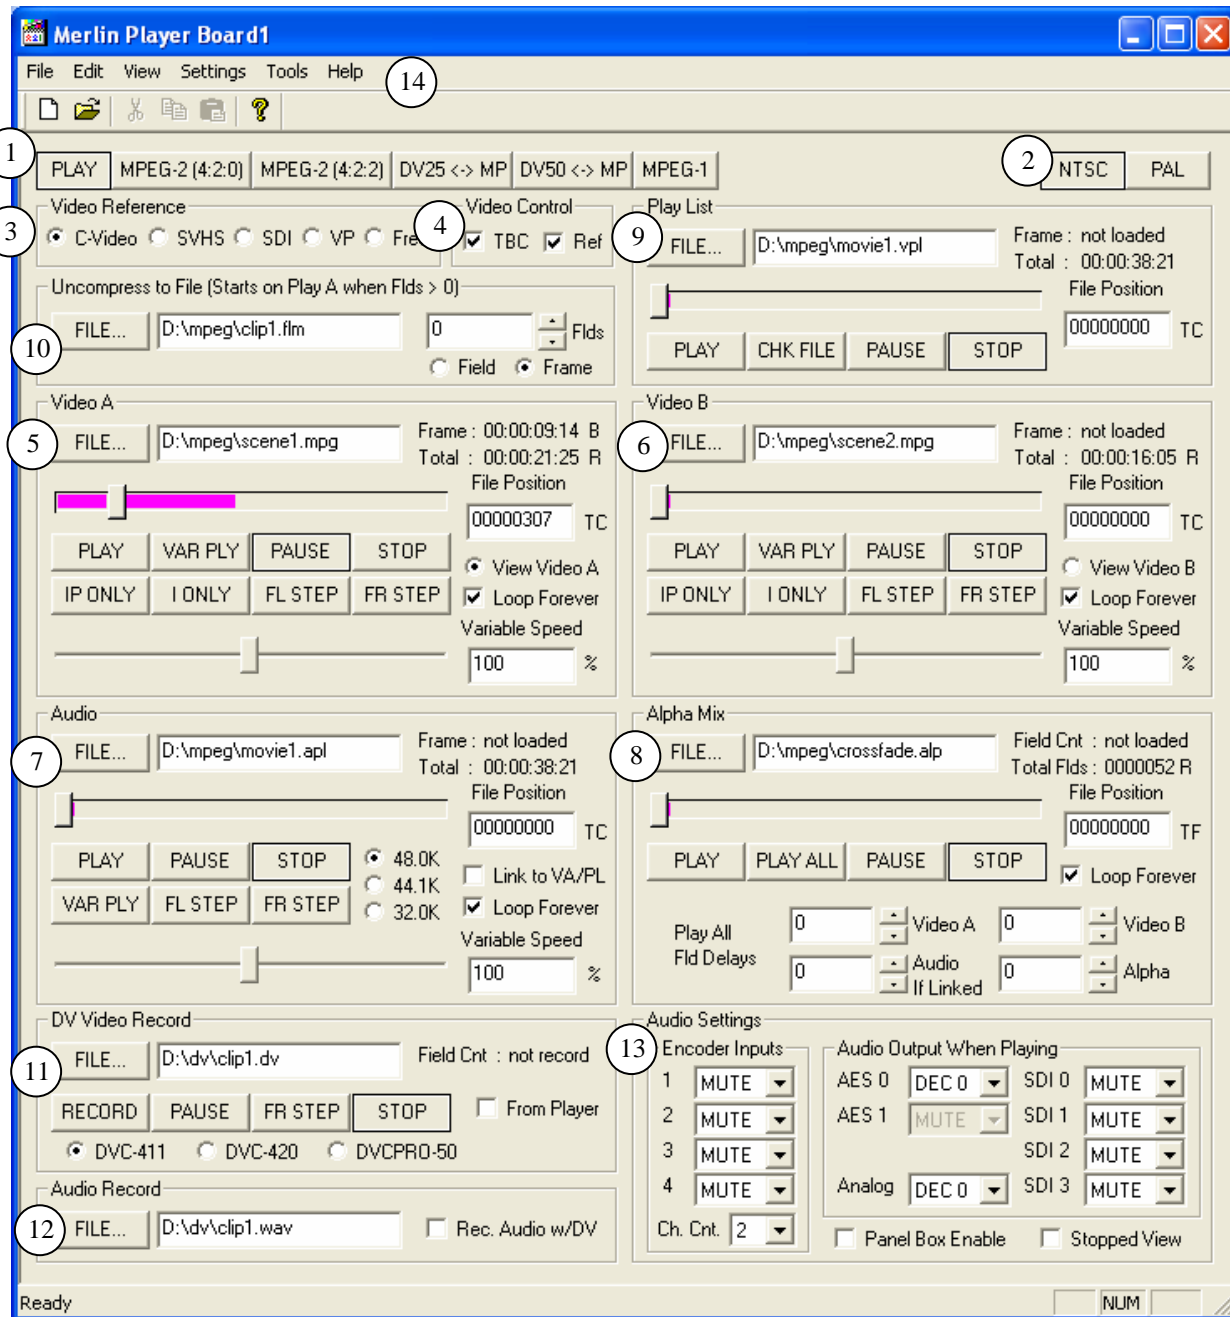 Merlin Player Board1
File Edit View Settings Tools Help
14
1
PLAY MPEG-2 (4:2:0) MPEG-2 (4:2:2) DV25 <-> MP DV50 <-> MP MPEG-1
2
NTSC PAL
Video Reference
3
C-Video SVHS SDI VP Fre
Video Control
4
TBC Ref
Play List
9
FILE... D:\mpeg\movie1.vpl
Frame : not loaded
Total : 00:00:38:21
File Position
00000000 TC
PLAY CHK FILE PAUSE STOP
Uncompress to File (Starts on Play A when Flds > 0)
10
FILE... D:\mpeg\clip1.flm 0 Flds
Field Frame
Video A
5
FILE... D:\mpeg\scene1.mpg
Frame : 00:00:09:14 B
Total : 00:00:21:25 R
File Position
00000307 TC
PLAY VAR PLY PAUSE STOP
View Video A
IP ONLY I ONLY FL STEP FR STEP
Loop Forever
Variable Speed
100 %
Video B
6
FILE... D:\mpeg\scene2.mpg
Frame : not loaded
Total : 00:00:16:05 R
File Position
00000000 TC
PLAY VAR PLY PAUSE STOP
View Video B
IP ONLY I ONLY FL STEP FR STEP
Loop Forever
Variable Speed
100 %
Audio
7
FILE... D:\mpeg\movie1.apl
Frame : not loaded
Total : 00:00:38:21
File Position
00000000 TC
PLAY PAUSE STOP
48.0K
44.1K
32.0K
Link to VA/PL
VAR PLY FL STEP FR STEP
Loop Forever
Variable Speed
100 %
Alpha Mix
8
FILE... D:\mpeg\crossfade.alp
Field Cnt : not loaded
Total Flds : 0000052 R
File Position
00000000 TF
PLAY PLAY ALL PAUSE STOP
Loop Forever
Play All
Fld Delays
0 Video A 0 Video B
0 Audio
If Linked
0 Alpha
DV Video Record
11
FILE... D:\dv\clip1.dv
Field Cnt : not record
RECORD PAUSE FR STEP STOP
From Player
DVC-411 DVC-420 DVCPRO-50
Audio Record
12
FILE... D:\dv\clip1.wav
Rec. Audio w/DV
Audio Settings
13
Encoder Inputs
1 MUTE
2 MUTE
3 MUTE
4 MUTE
Ch. Cnt. 2
Audio Output When Playing
AES 0 DEC 0 SDI 0 MUTE
AES 1 MUTE SDI 1 MUTE
SDI 2 MUTE
Analog DEC 0 SDI 3 MUTE
Panel Box Enable Stopped View
Ready
NUM